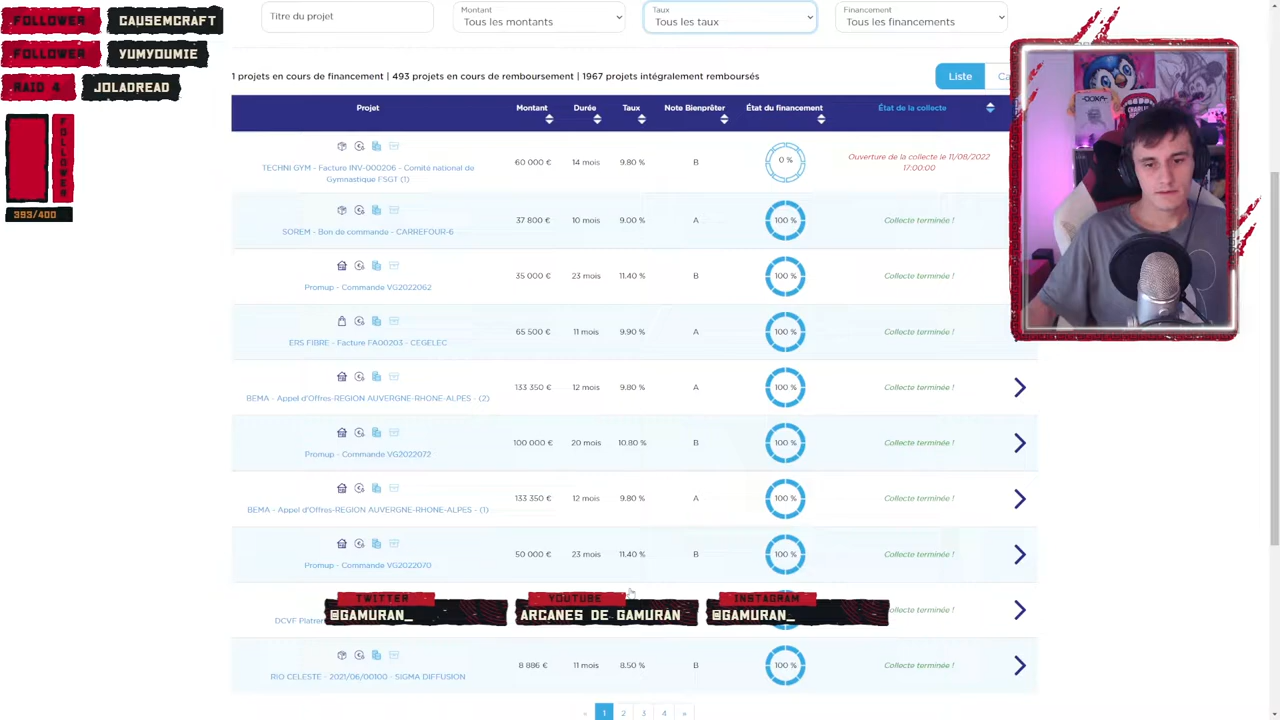 FOLLOWER CAUSEMCRAFT
FOLLOWER YUMYOUMIE
RAID 4 JOLADREAD
FOLLOWER
393/400
Titre du projet
Montant
Tous les montants
Taux
Tous les taux
Financement
Tous les financements
1 projets en cours de financement | 493 projets en cours de remboursement | 1967 projets intégralement remboursés
Liste
Projet Montant Durée Taux Note Bienprêter État du financement État de la collecte
TECHNI GYM - Facture INV-000206 - Comité national de Gymnastique FSGT (1) 60 000 € 14 mois 9.80 % B 0 % Ouverture de la collecte le 11/08/2022 17:00:00
SOREM - Bon de commande - CARREFOUR-6 37 800 € 10 mois 9.00 % A 100 % Collecte terminée !
Promup - Commande VG2022062 35 000 € 23 mois 11.40 % B 100 % Collecte terminée !
ERS FIBRE - Facture FA00203 - CEGELEC 65 500 € 11 mois 9.90 % A 100 % Collecte terminée !
BEMA - Appel d'Offres-REGION AUVERGNE-RHONE-ALPES - (2) 133 350 € 12 mois 9.80 % A 100 % Collecte terminée !
Promup - Commande VG2022072 100 000 € 20 mois 10.80 % B 100 % Collecte terminée !
BEMA - Appel d'Offres-REGION AUVERGNE-RHONE-ALPES - (1) 133 350 € 12 mois 9.80 % A 100 % Collecte terminée !
Promup - Commande VG2022070 50 000 € 23 mois 11.40 % B 100 % Collecte terminée !
TWITTER YOUTUBE INSTAGRAM
@GAMURAN_ ARCANES DE GAMURAN @GAMURAN_
DCVF terminée !
RIO CELESTE - 2021/06/00100 - SIGMA DIFFUSION 8 886 € 11 mois 8.50 % B 100 % Collecte terminée !
« 1 2 3 4 »